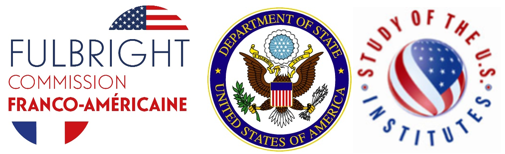 FULBRIGHT
COMMISSION
FRANCO-AMÉRICAINE
DEPARTMENT OF STATE
UNITED STATES OF AMERICA
STUDY OF THE U.S.
INSTITUTES